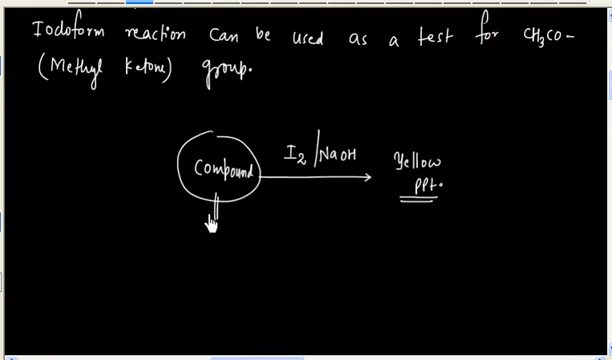 Iodoform reaction can be used as a test for CH3CO-
(Methyl Ketone) group.
Compound I2/NaOH Yellow
ppt.